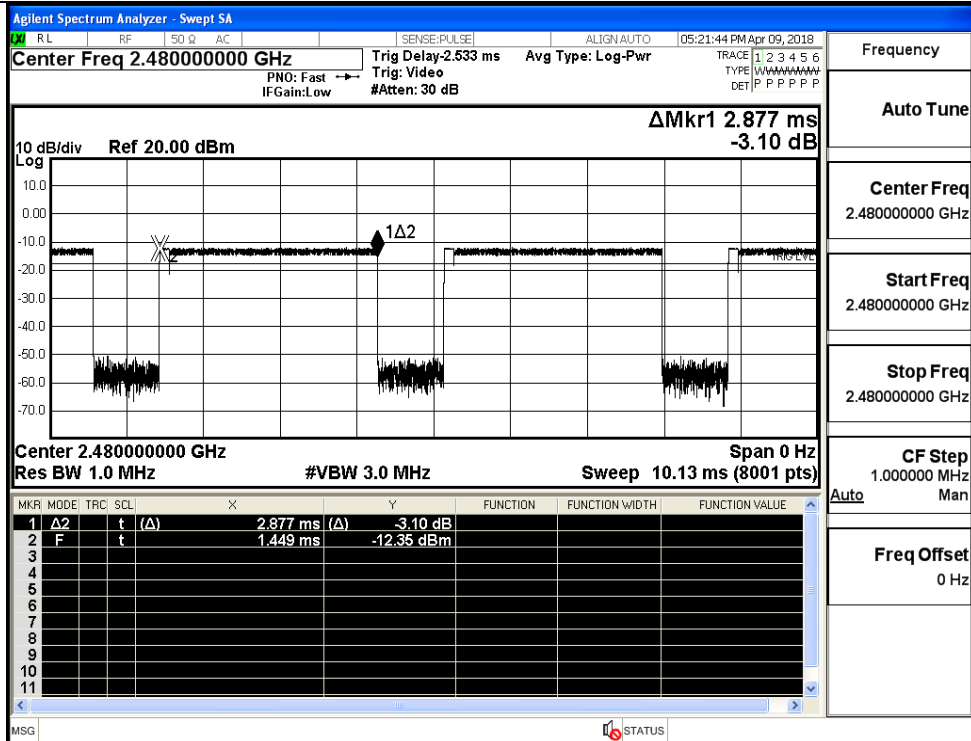 Agilent Spectrum Analyzer - Swept SA
LXI RL RF 50 Ω AC SENSE:PULSE ALIGN AUTO 05:21:44 PM Apr 09, 2018
Center Freq 2.480000000 GHz
PNO: Fast
IFGain:Low
Trig Delay-2.533 ms
Trig: Video
#Atten: 30 dB
Avg Type: Log-Pwr
TRACE 1 2 3 4 5 6
TYPE WWWWWW
DET P P P P P P
ΔMkr1 2.877 ms
-3.10 dB
10 dB/div Ref 20.00 dBm
Log
10.0
0.00
-10.0
-20.0
-30.0
-40.0
-50.0
-60.0
-70.0
1Δ2
2
TRIG LVL
Center 2.480000000 GHz Span 0 Hz
Res BW 1.0 MHz #VBW 3.0 MHz Sweep 10.13 ms (8001 pts)
MKR MODE TRC SCL X Y FUNCTION FUNCTION WIDTH FUNCTION VALUE
1 Δ2 t (Δ) 2.877 ms (Δ) -3.10 dB
2 F t 1.449 ms -12.35 dBm
3
4
5
6
7
8
9
10
11
MSG STATUS
Frequency
Auto Tune
Center Freq
2.480000000 GHz
Start Freq
2.480000000 GHz
Stop Freq
2.480000000 GHz
CF Step
1.000000 MHz
Auto Man
Freq Offset
0 Hz